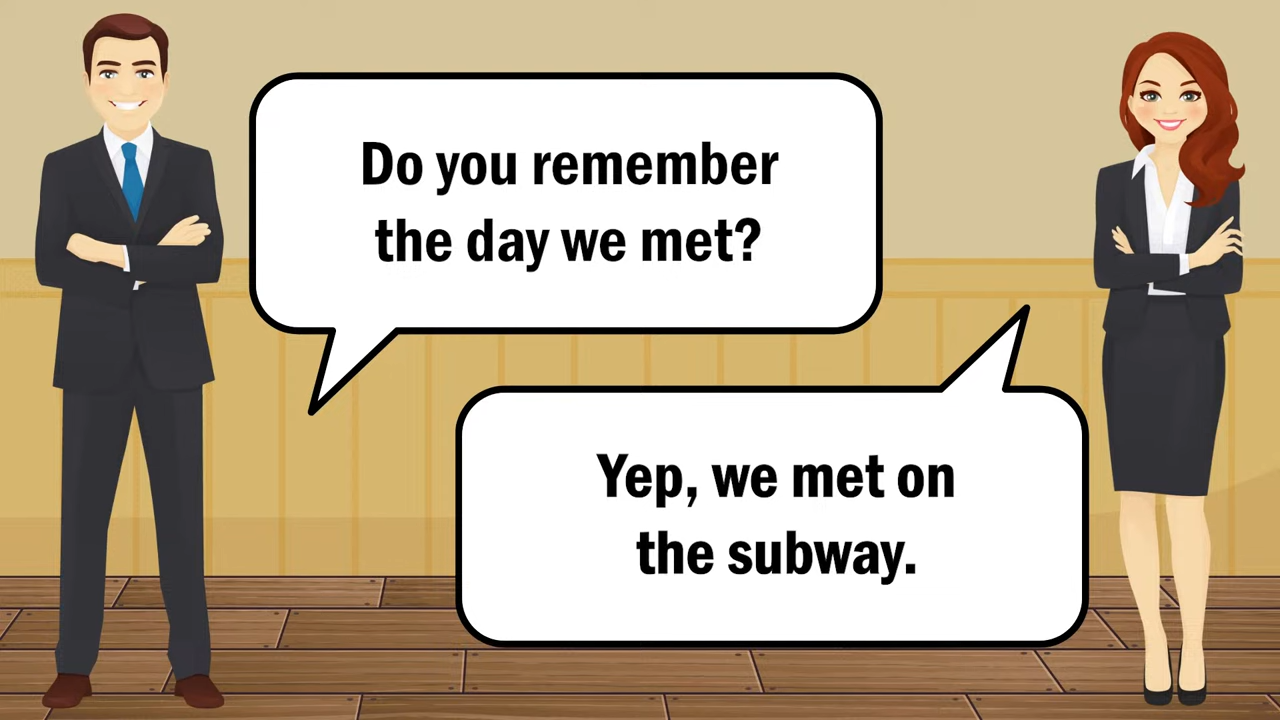 Do you remember
the day we met?
Yep, we met on
the subway.